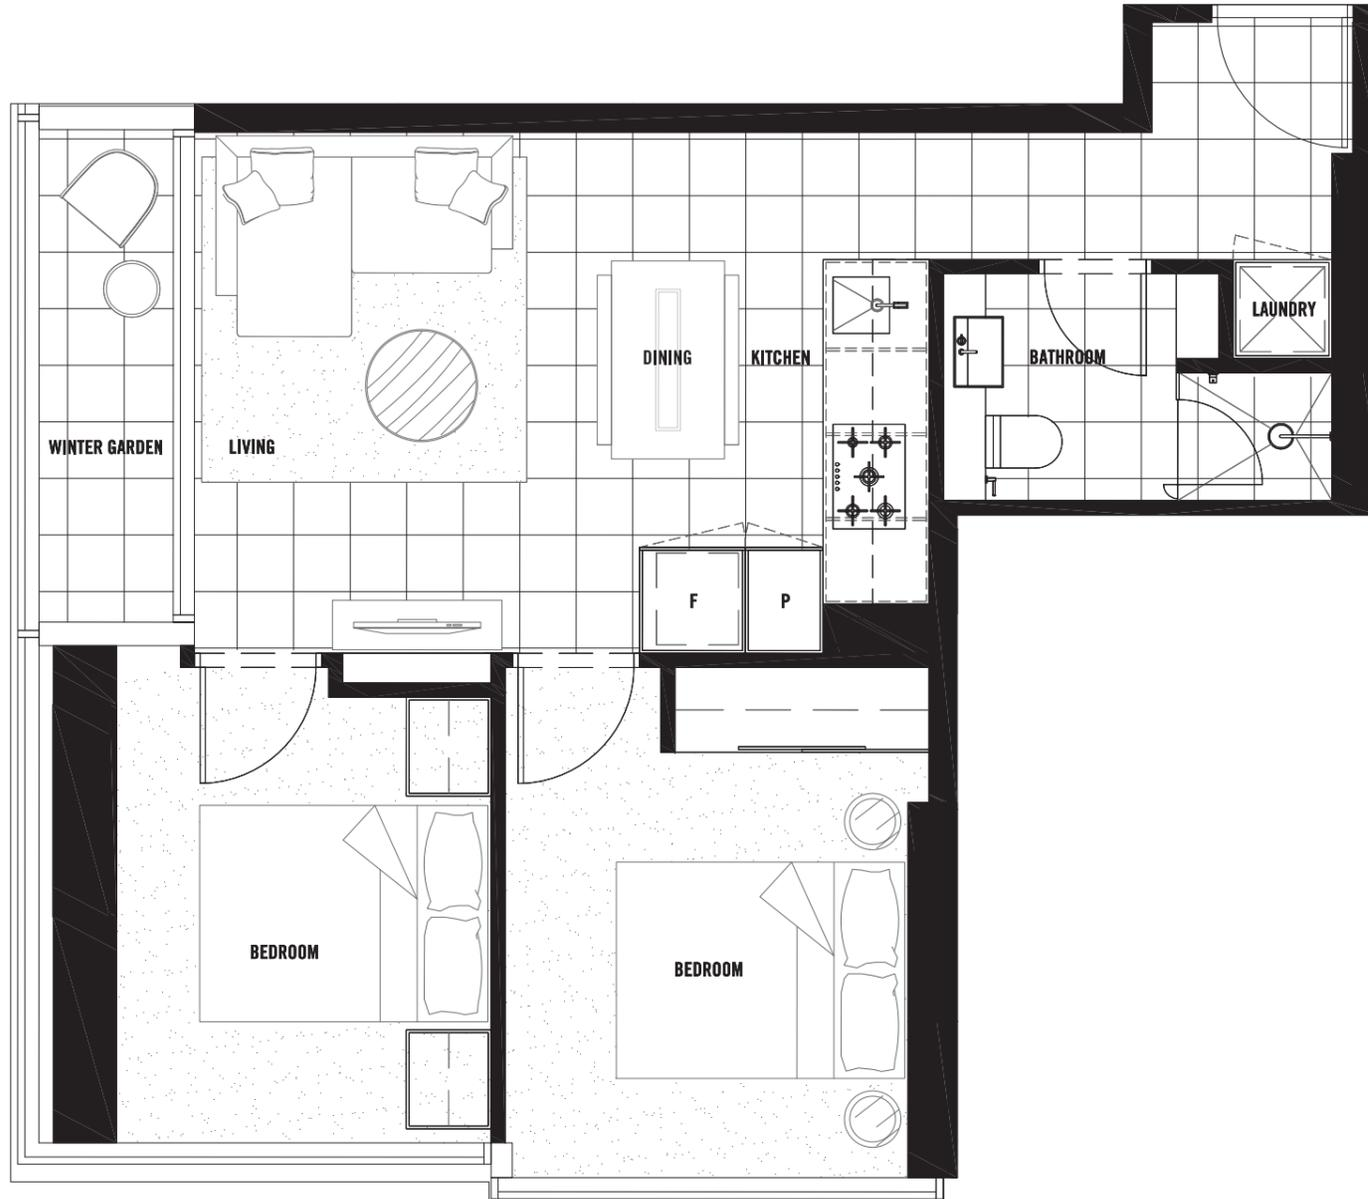 LAUNDRY
DINING
KITCHEN
BATHROOM
WINTER GARDEN
LIVING
F
P
BEDROOM
BEDROOM